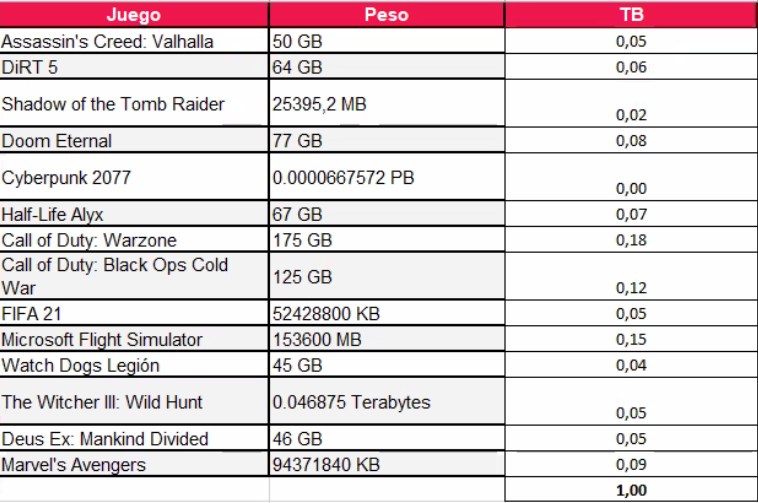 Juego Peso TB
Assassin's Creed: Valhalla 50 GB 0,05
DiRT 5 64 GB 0,06
Shadow of the Tomb Raider 25395,2 MB 0,02
Doom Eternal 77 GB 0,08
Cyberpunk 2077 0.0000667572 PB 0,00
Half-Life Alyx 67 GB 0,07
Call of Duty: Warzone 175 GB 0,18
Call of Duty: Black Ops Cold
War 125 GB 0,12
FIFA 21 52428800 KB 0,05
Microsoft Flight Simulator 153600 MB 0,15
Watch Dogs Legión 45 GB 0,04
The Witcher III: Wild Hunt 0.046875 Terabytes 0,05
Deus Ex: Mankind Divided 46 GB 0,05
Marvel's Avengers 94371840 KB 0,09
1,00